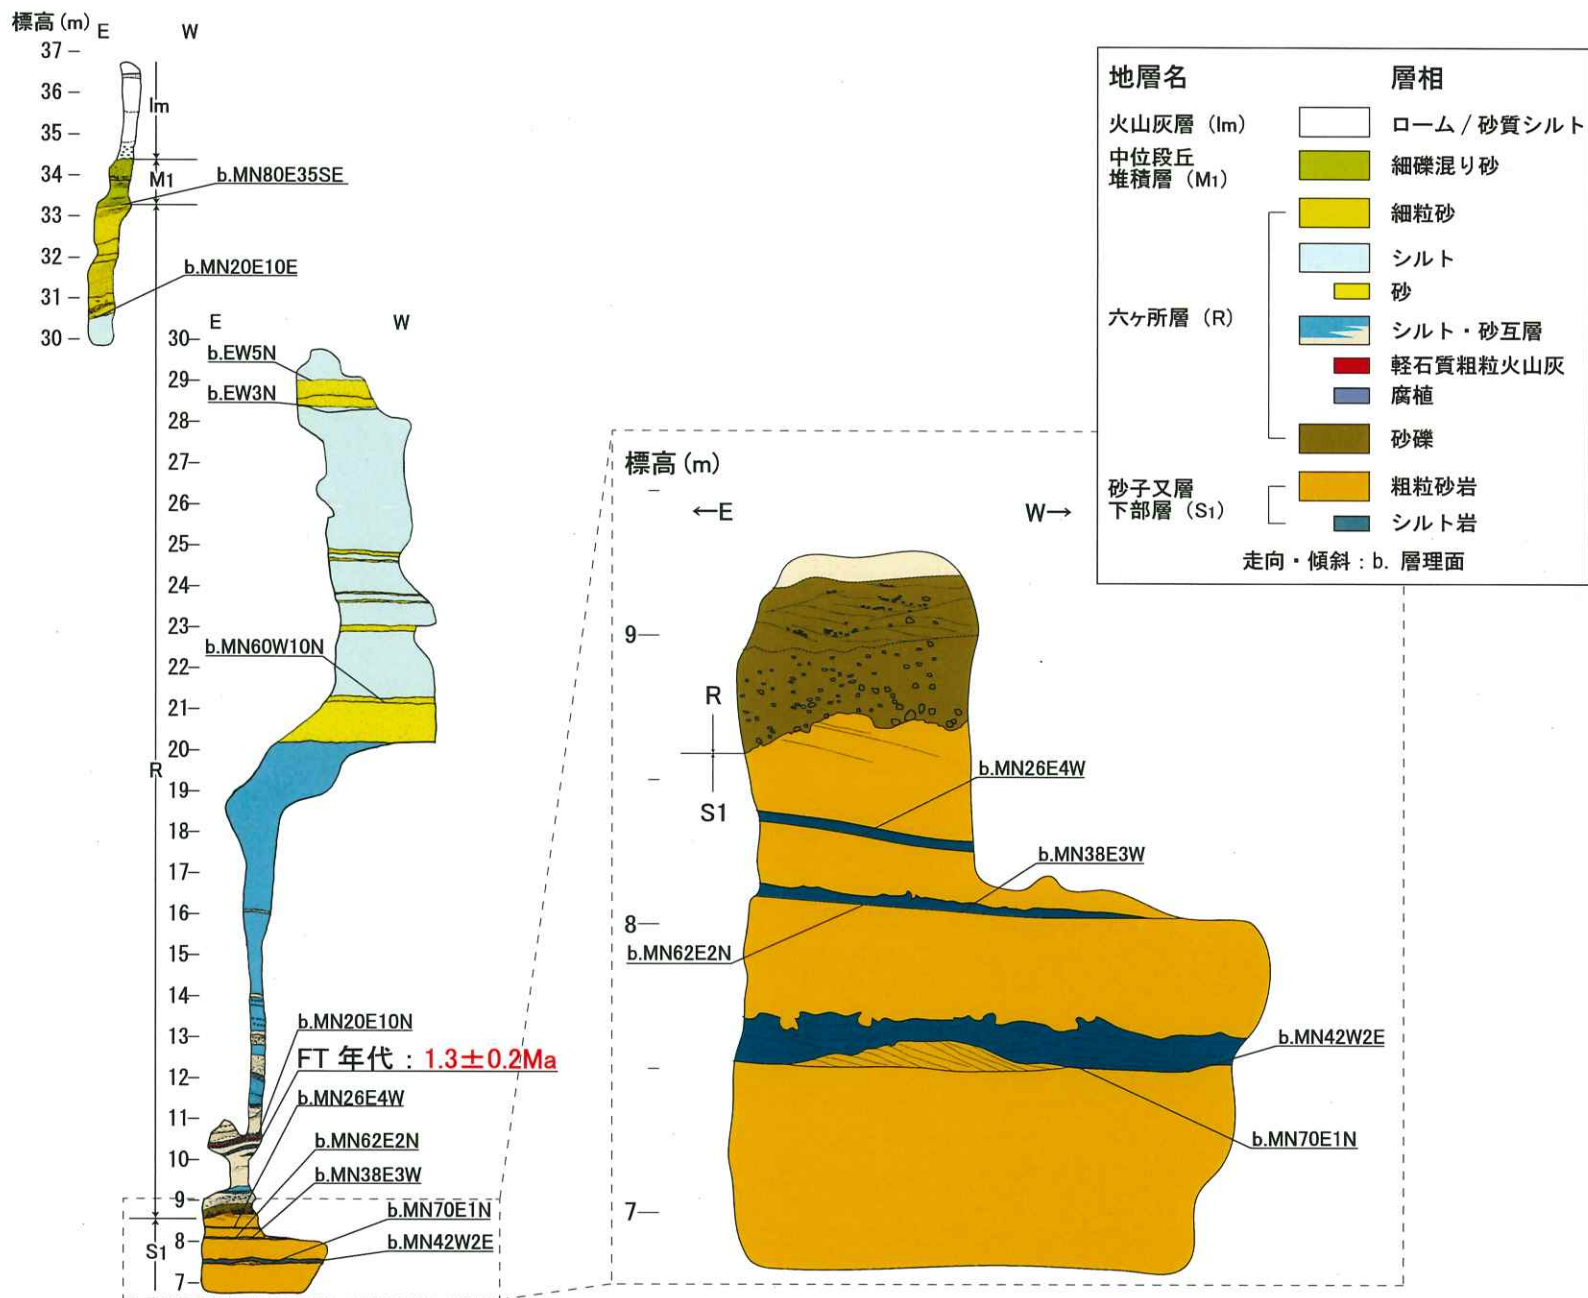 標高(m)
E W
37
36
35
34
33
32
31
30
lm
M1
b.MN80E35SE
b.MN20E10E
R
S1
E W
30
29
28
27
26
25
24
23
22
21
20
19
18
17
16
15
14
13
12
11
10
9
8
7
b.EW5N
b.EW3N
b.MN60W10N
b.MN20E10N
FT 年代 : 1.3±0.2Ma
b.MN26E4W
b.MN62E2N
b.MN38E3W
b.MN70E1N
b.MN42W2E
標高(m)
←E W→
9
8
7
R
S1
b.MN26E4W
b.MN38E3W
b.MN62E2N
b.MN42W2E
b.MN70E1N
地層名 層相
火山灰層 (lm) ローム / 砂質シルト
中位段丘
堆積層 (M1) 細礫混り砂
細粒砂
シルト
砂
六ヶ所層 (R) シルト・砂互層
軽石質粗粒火山灰
腐植
砂礫
砂子又層
下部層 (S1) 粗粒砂岩
シルト岩
走向・傾斜 : b. 層理面